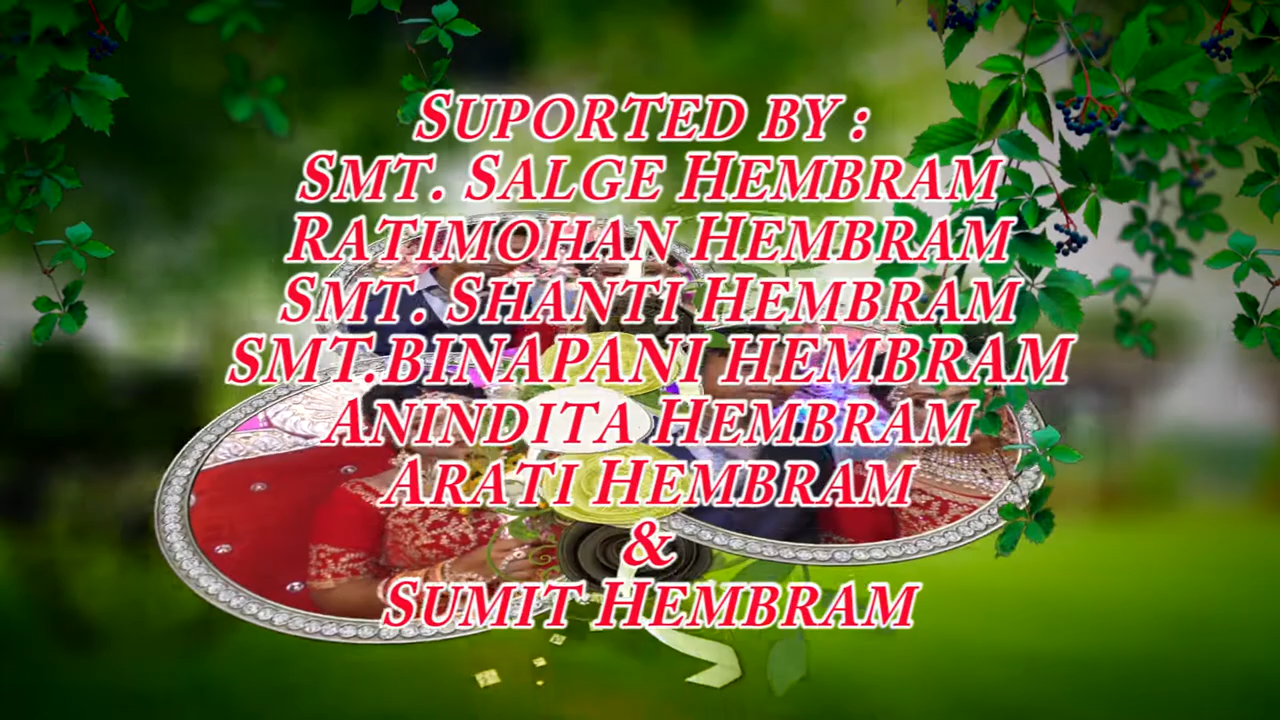 SUPORTED BY :
SMT. SALGE HEMBRAM
RATIMOHAN HEMBRAM
SMT. SHANTI HEMBRAM
SMT.BINAPANI HEMBRAM
ANINDITA HEMBRAM
ARATI HEMBRAM
&
SUMIT HEMBRAM